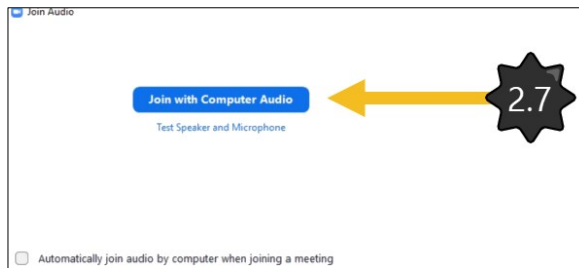 Join Audio
Join with Computer Audio
2.7
Test Speaker and Microphone
Automatically join audio by computer when joining a meeting